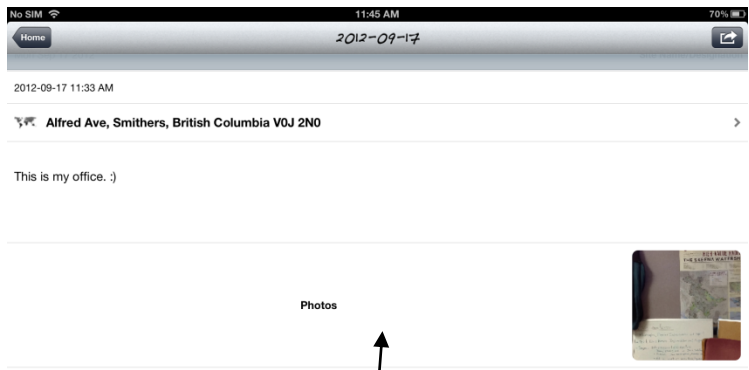 No SIM 11:45 AM 70%
Home 2012-09-17
2012-09-17 11:33 AM
Alfred Ave, Smithers, British Columbia V0J 2N0
This is my office. :)
Photos